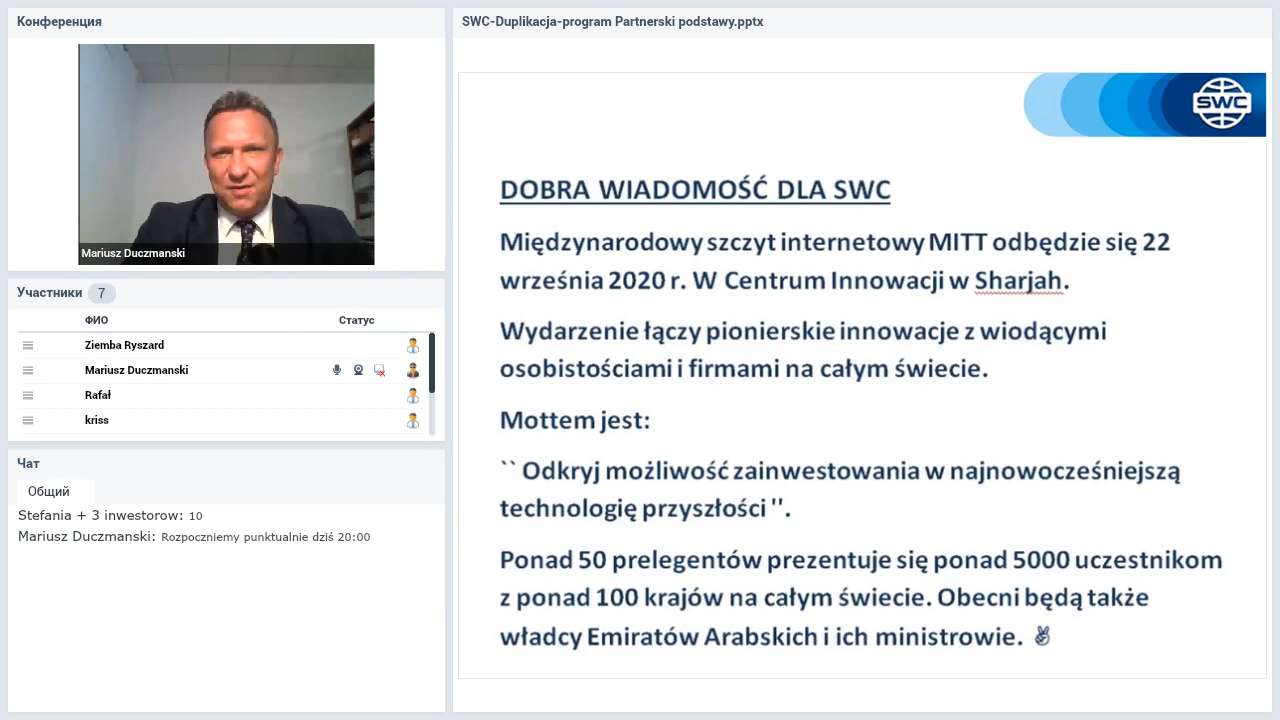 Конференция
Mariusz Duczmanski
Участники 7
ФИО Статус
Ziemba Ryszard
Mariusz Duczmanski
Rafał
kriss
Чат
Общий
Stefania + 3 inwestorow: 10
Mariusz Duczmanski: Rozpoczniemy punktualnie dziś 20:00
SWC-Duplikacja-program Partnerski podstawy.pptx
SWC
DOBRA WIADOMOŚĆ DLA SWC
Międzynarodowy szczyt internetowy MITT odbędzie się 22
września 2020 r. W Centrum Innowacji w Sharjah.
Wydarzenie łączy pionierskie innowacje z wiodącymi
osobistościami i firmami na całym świecie.
Mottem jest:
`` Odkryj możliwość zainwestowania w najnowocześniejszą
technologię przyszłości ''.
Ponad 50 prelegentów prezentuje się ponad 5000 uczestnikom
z ponad 100 krajów na całym świecie. Obecni będą także
władcy Emiratów Arabskich i ich ministrowie. ✌